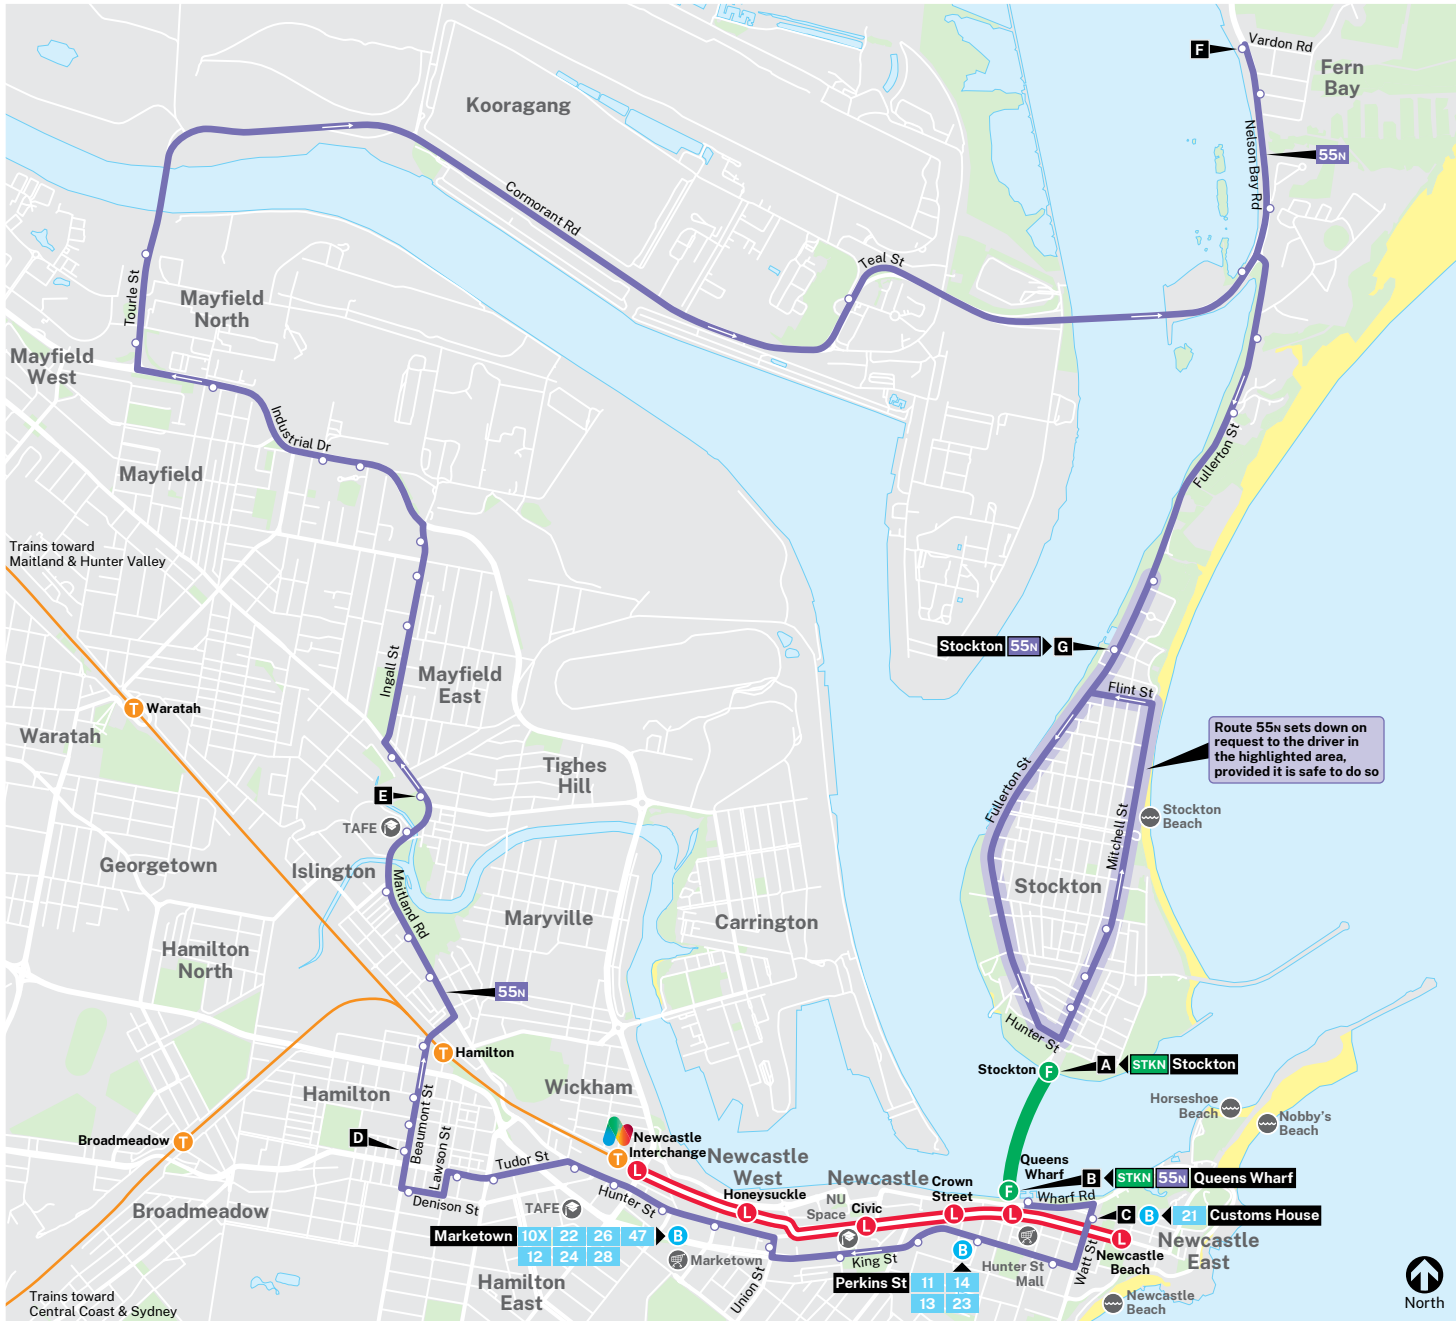 F
Vardon Rd
Fern
Bay
Kooragang
Nelson Bay Rd
55N
Cormorant Rd
Teal St
Tourle St
Mayfield
North
Mayfield
West
Industrial Dr
Fullerton St
Mayfield
Trains toward
Maitland & Hunter Valley
Ingall St
Stockton 55N G
Mayfield
East
Flint St
T Waratah
Waratah
Route 55N sets down on
request to the driver in
the highlighted area,
provided it is safe to do so
Tighes
Hill
Fullerton St
E
TAFE
Mitchell St
Stockton
Beach
Georgetown
Islington
Maitland Rd
Stockton
Maryville
Carrington
Hamilton
North
55N
Hunter St
T Hamilton
Stockton F
A STKN Stockton
Wickham
Hamilton
Beaumont St
Horseshoe
Beach
Nobby's
Beach
Broadmeadow T
D
Lawson St
Newcastle
Interchange
T
L
Newcastle
West
Tudor St
Queens
Wharf
B STKN 55N Queens Wharf
F
Wharf Rd
Newcastle
Crown
Street
L
L
Honeysuckle
L
NU
Space
Civic
L
Hunter St
Denison St
TAFE
Broadmeadow
C B 21 Customs House
Marketown 10X 22 26 47 B
12 24 28
Marketown
King St
B
Hunter St
Mall
Watt St
L
Newcastle
Beach
Newcastle
East
Perkins St 11 14
13 23
Union St
Hamilton
East
Newcastle
Beach
Trains toward
Central Coast & Sydney
North